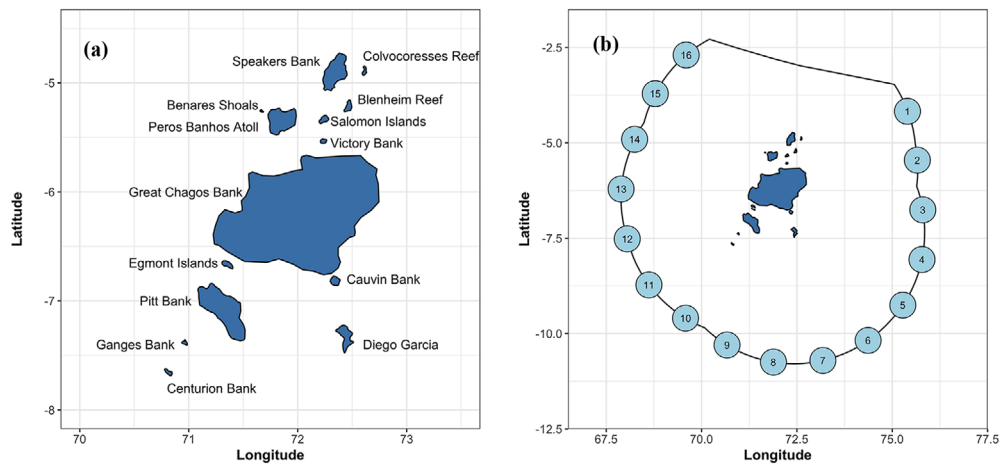 (a)
Speakers Bank
Colvocoresses Reef
Benares Shoals
Blenheim Reef
Peros Banhos Atoll
Salomon Islands
Victory Bank
Great Chagos Bank
Egmont Islands
Cauvin Bank
Pitt Bank
Ganges Bank
Diego Garcia
Centurion Bank
-5
-6
-7
-8
Latitude
70 71 72 73
Longitude
(b)
16
15
14
13
12
11
10
9
8
7
6
5
4
3
2
1
-2.5
-5.0
-7.5
-10.0
-12.5
Latitude
67.5 70.0 72.5 75.0 77.5
Longitude